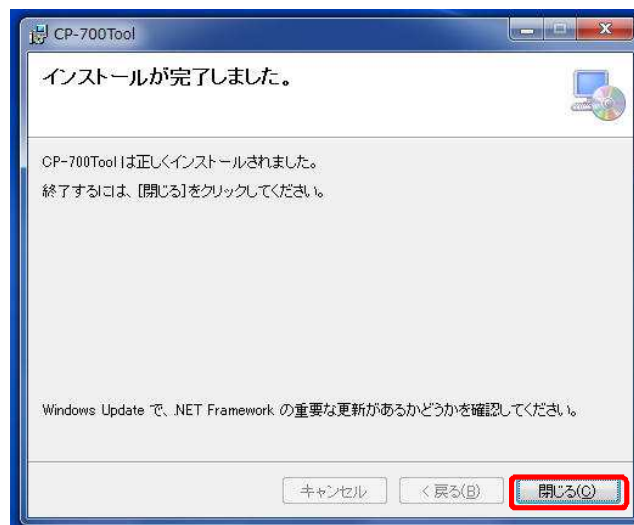 CP-700Tool
インストールが完了しました。
CP-700Toolは正しくインストールされました。
終了するには、[閉じる]をクリックしてください。
Windows Update で、.NET Framework の重要な更新があるかどうかを確認してください。
キャンセル
< 戻る(B)
閉じる(C)